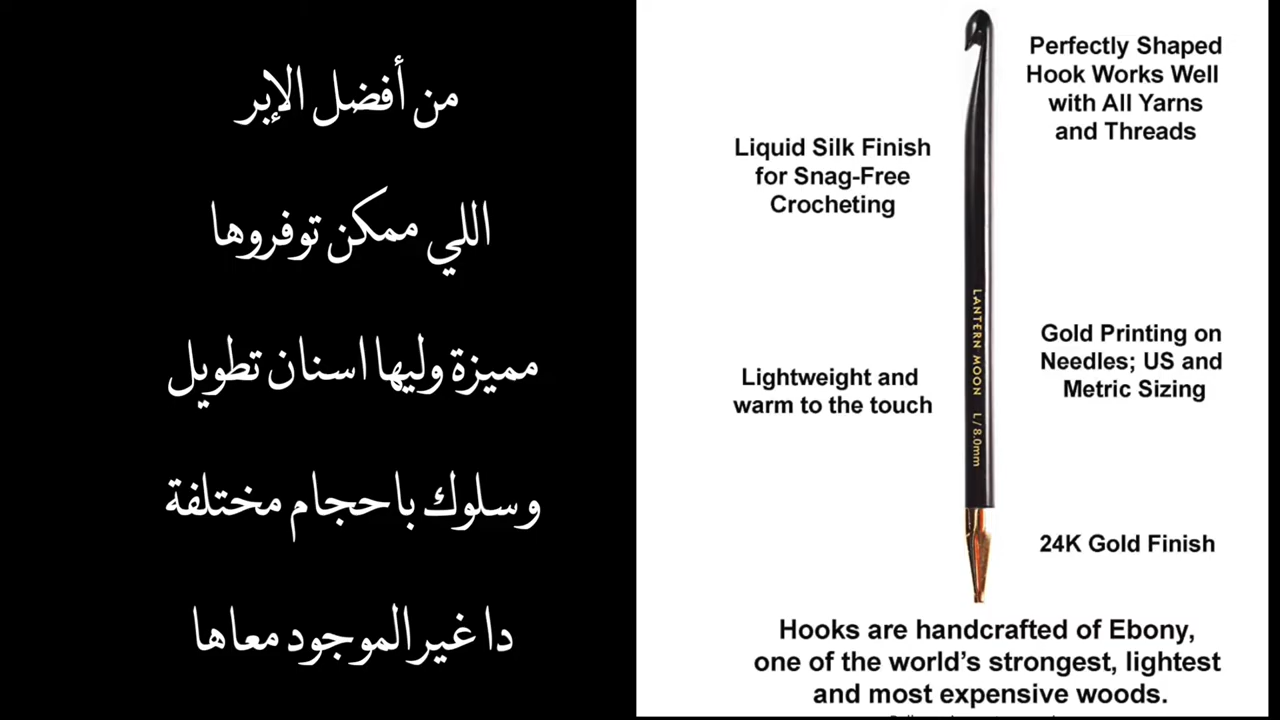 من أفضل الإبر
اللي ممكن توفروها
مميزة وليها اسنان تطويل
وسلوك باحجام مختلفة
دا غير الموجود معاها
Perfectly Shaped
Hook Works Well
with All Yarns
and Threads
Liquid Silk Finish
for Snag-Free
Crocheting
LANTERN MOON L / 8.0mm
Gold Printing on
Needles; US and
Metric Sizing
Lightweight and
warm to the touch
24K Gold Finish
Hooks are handcrafted of Ebony,
one of the world's strongest, lightest
and most expensive woods.